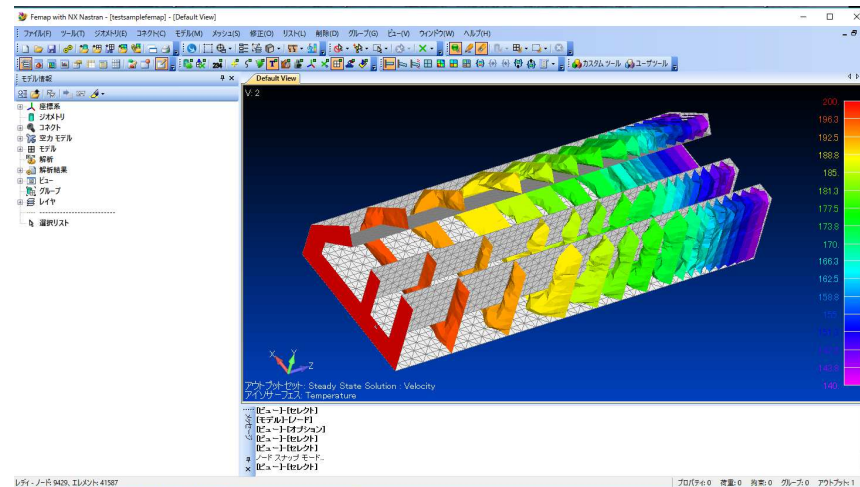 Femap with NX Nastran - [testsamplefemap] - [Default View]
ファイル(F) ツール(T) ジオメトリ(E) コネクト(C) モデル(M) メッシュ(S) 修正(O) リスト(L) 削除(D) グループ(G) ビュー(V) ウィンドウ(W) ヘルプ(H)
カスタム ツール ユーザツール
モデル情報
Default View
座標系
ジオメトリ
コネクト
空力 モデル
モデル
解析
解析結果
ビュー
グループ
レイヤ
選択リスト
V: 2
200.
196.3
192.5
188.8
185.
181.3
177.5
173.8
170.
166.3
162.5
158.8
155.
140.
X Y Z
アウトプットセット: Steady State Solution : Velocity
アイソサーフェス: Temperature
メッセージ
[ビュー]-[セレクト]
[モデル]-[ノード]
[ビュー]-[オプション]
[ビュー]-[セレクト]
[ビュー]-[セレクト]
ノード スナップ モード..
[ビュー]-[セレクト]
レディ - ノード: 9429, エレメント: 41587
プロパティ: 0 荷重: 0 拘束: 0 グループ: 0 アウトプット: 1